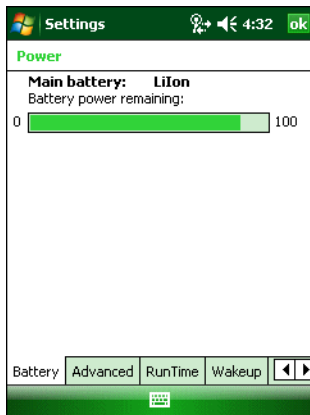 Settings 4:32 ok
Power
Main battery: LiIon
Battery power remaining:
0 100
Battery Advanced RunTime Wakeup